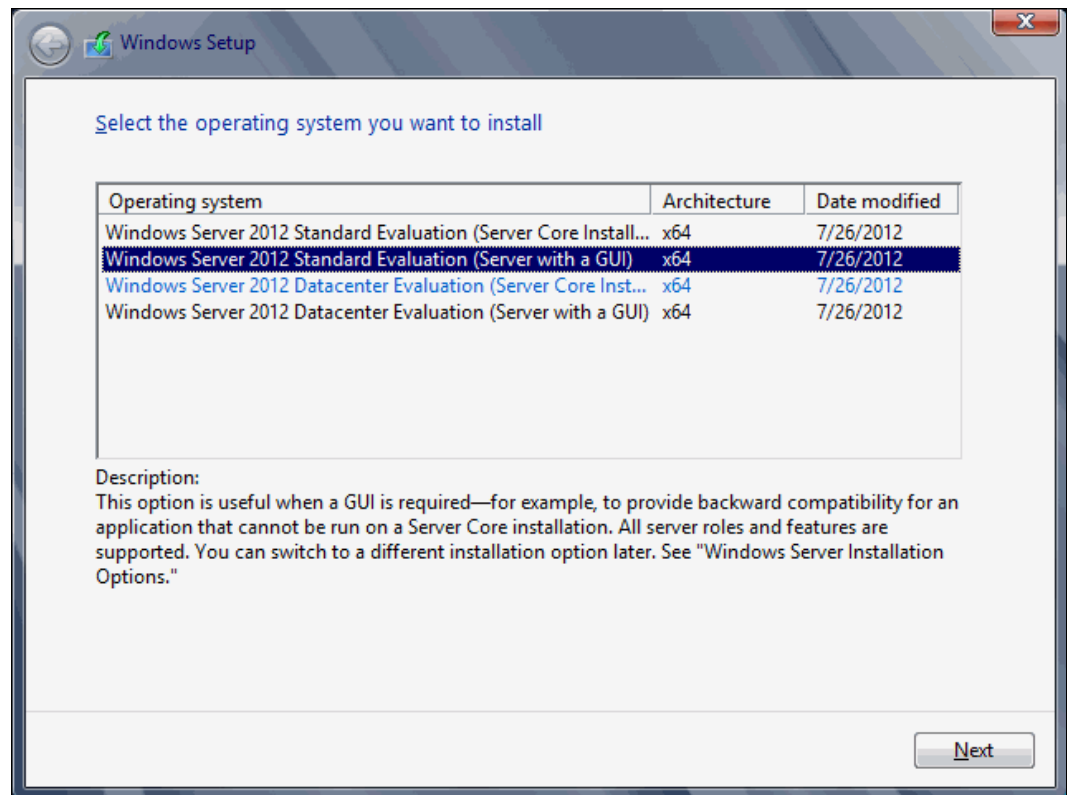 Windows Setup
Select the operating system you want to install
Operating system Architecture Date modified
Windows Server 2012 Standard Evaluation (Server Core Install... x64 7/26/2012
Windows Server 2012 Standard Evaluation (Server with a GUI) x64 7/26/2012
Windows Server 2012 Datacenter Evaluation (Server Core Inst... x64 7/26/2012
Windows Server 2012 Datacenter Evaluation (Server with a GUI) x64 7/26/2012
Description:
This option is useful when a GUI is required—for example, to provide backward compatibility for an
application that cannot be run on a Server Core installation. All server roles and features are
supported. You can switch to a different installation option later. See "Windows Server Installation
Options."
Next